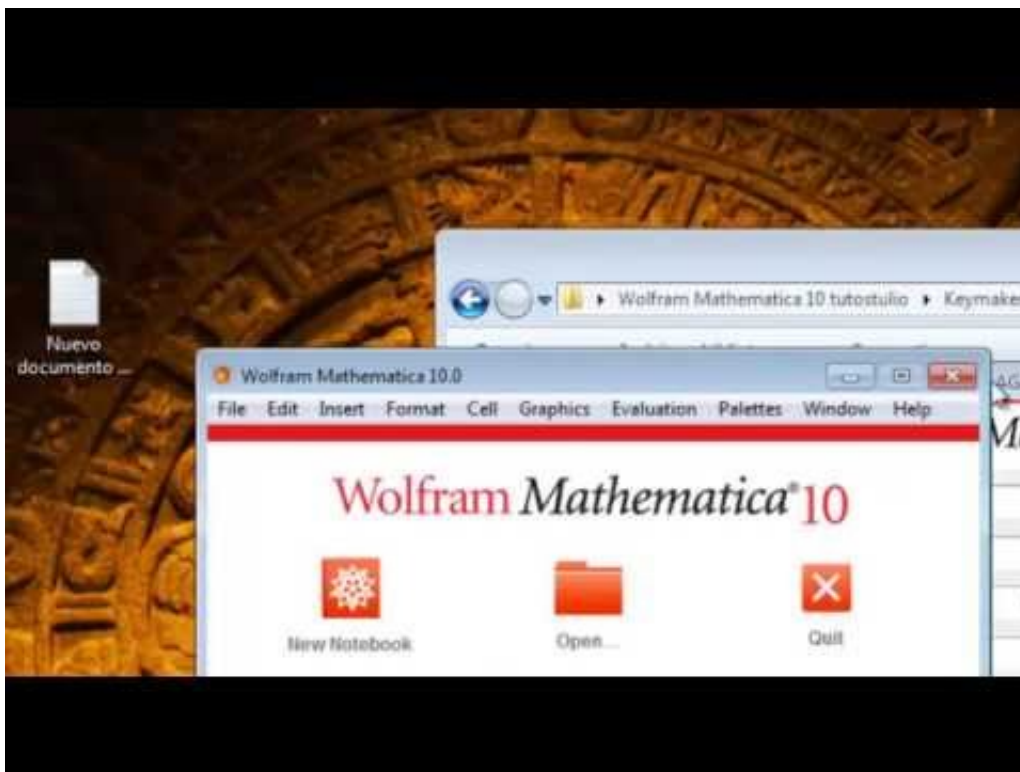 Nuevo
documento ...
Wolfram Mathematica 10 tutostulio Keymaker
Wolfram Mathematica 10.0
File Edit Insert Format Cell Graphics Evaluation Palettes Window Help
Wolfram Mathematica® 10
New Notebook Open... Quit